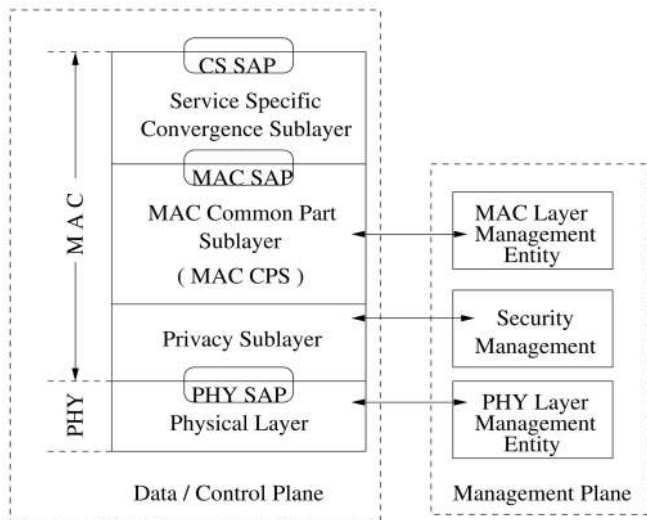 CS SAP
Service Specific
Convergence Sublayer
MAC SAP
MAC Common Part
Sublayer
( MAC CPS )
Privacy Sublayer
PHY SAP
Physical Layer
M A C
PHY
Data / Control Plane
MAC Layer
Management
Entity
Security
Management
PHY Layer
Management
Entity
Management Plane